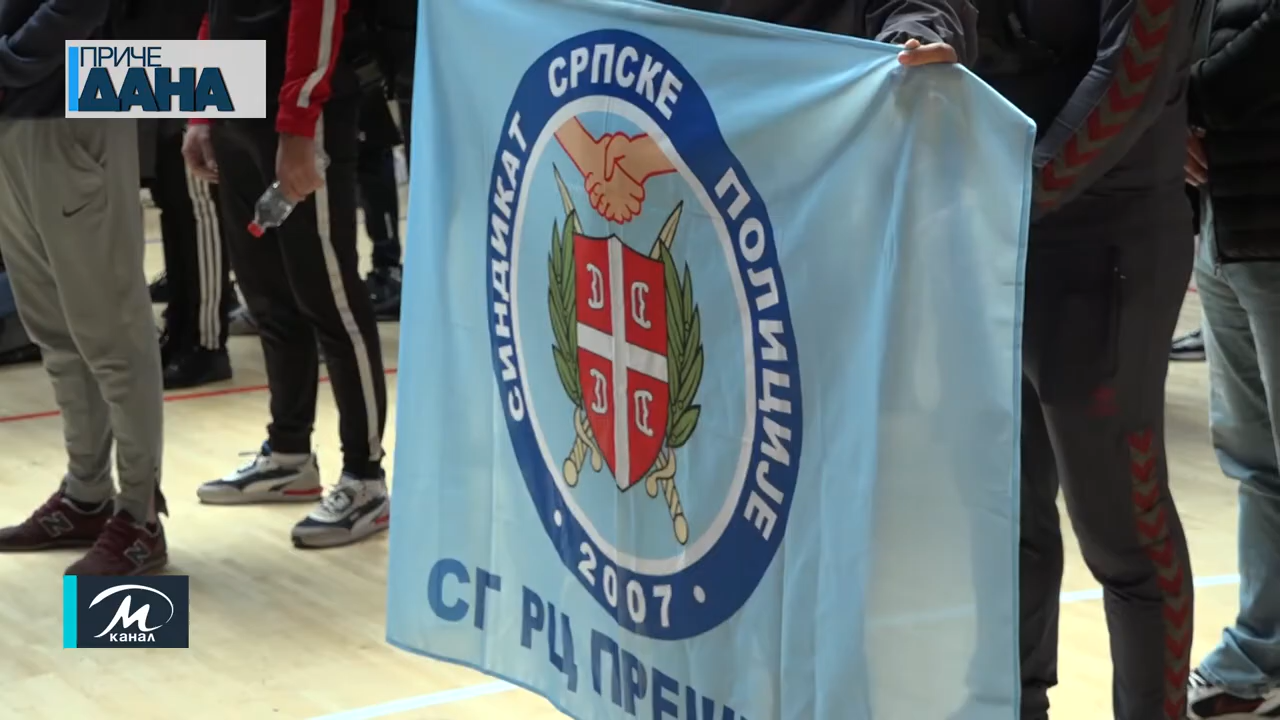 ПРИЧЕ
ДАНА
СИНДИКАТ СРПСКЕ ПОЛИЦИЈЕ
• 2007 •
СГ РЦ
М
КАНАЛ